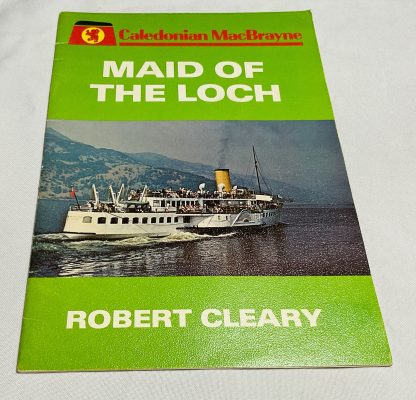 Caledonian MacBrayne
MAID OF
THE LOCH
ROBERT CLEARY